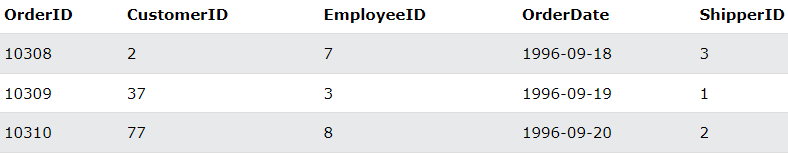 OrderID CustomerID EmployeeID OrderDate ShipperID
10308 2 7 1996-09-18 3
10309 37 3 1996-09-19 1
10310 77 8 1996-09-20 2